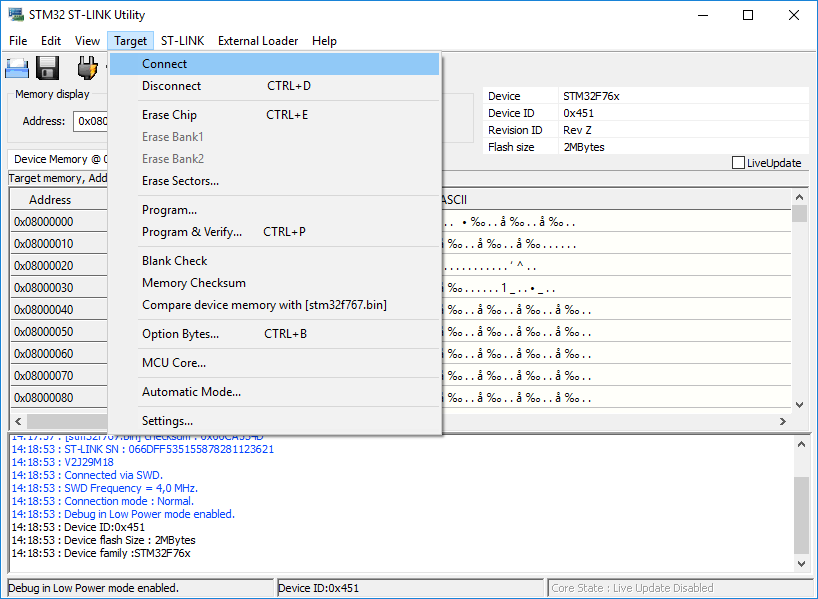 STM32 ST-LINK Utility
File Edit View Target ST-LINK External Loader Help
Memory display
Address: 0x080
Device STM32F76x
Device ID 0x451
Revision ID Rev Z
Flash size 2MBytes
LiveUpdate
Device Memory @ 0
Target memory, Add
Connect
Disconnect CTRL+D
Erase Chip CTRL+E
Erase Bank1
Erase Bank2
Erase Sectors...
Program...
Program & Verify... CTRL+P
Blank Check
Memory Checksum
Compare device memory with [stm32f767.bin]
Option Bytes... CTRL+B
MCU Core...
Automatic Mode...
Settings...
Address ASCII
0x08000000 .. •‰..å‰..å‰..
0x08000010 å‰..å‰..å‰......
0x08000020 ...........’^..
0x08000030 ‰......1_..•_..
0x08000040 å‰..å‰..å‰..å‰..
0x08000050 å‰..å‰..å‰..å‰..
0x08000060 å‰..å‰..å‰..å‰..
0x08000070 å‰..å‰..å‰..å‰..
0x08000080 å‰..å‰..å‰..å‰..
14:18:53 : ST-LINK SN : 066DFF535155878281123621
14:18:53 : V2J29M18
14:18:53 : Connected via SWD.
14:18:53 : SWD Frequency = 4,0 MHz.
14:18:53 : Connection mode : Normal.
14:18:53 : Debug in Low Power mode enabled.
14:18:53 : Device ID:0x451
14:18:53 : Device flash Size : 2MBytes
14:18:53 : Device family :STM32F76x
Debug in Low Power mode enabled. Device ID:0x451 Core State : Live Update Disabled